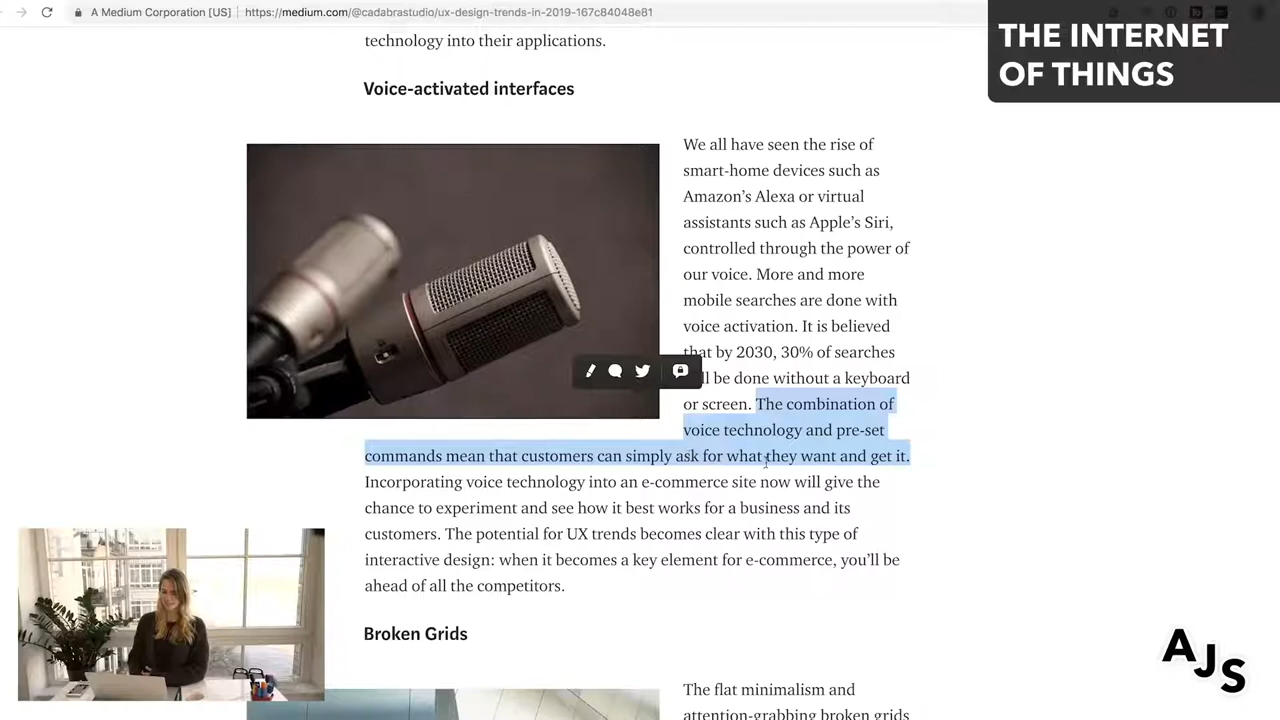 A Medium Corporation [US]
https://medium.com/@cadabrastudio/ux-design-trends-in-2019-167c84048e81
THE INTERNET
OF THINGS
technology into their applications.
Voice-activated interfaces
We all have seen the rise of
smart-home devices such as
Amazon’s Alexa or virtual
assistants such as Apple’s Siri,
controlled through the power of
our voice. More and more
mobile searches are done with
voice activation. It is believed
that by 2030, 30% of searches
be done without a keyboard
or screen. The combination of
voice technology and pre-set
commands mean that customers can simply ask for what they want and get it.
Incorporating voice technology into an e-commerce site now will give the
chance to experiment and see how it best works for a business and its
customers. The potential for UX trends becomes clear with this type of
interactive design: when it becomes a key element for e-commerce, you’ll be
ahead of all the competitors.
Broken Grids
The flat minimalism and
attention-grabbing broken grids
AJS